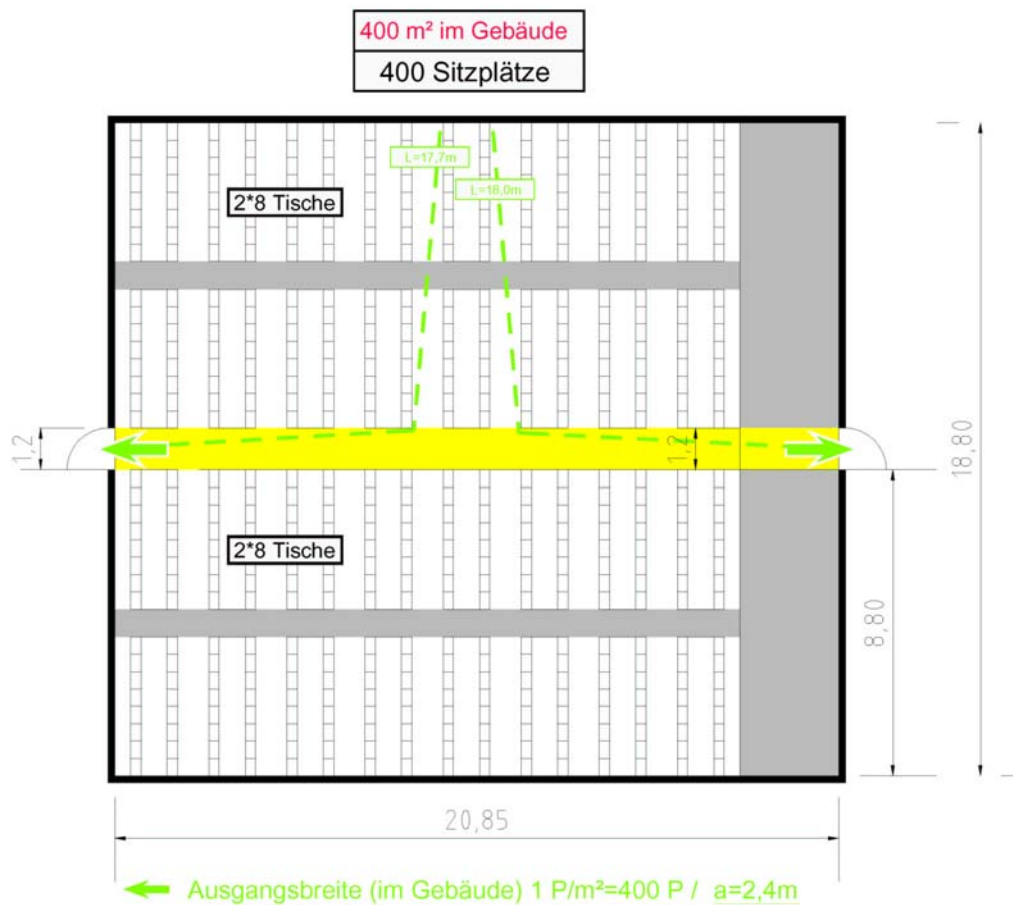 400 m² im Gebäude
400 Sitzplätze
L=17,7m
L=18,0m
2*8 Tische
1,2
1,2
18,80
2*8 Tische
8,80
20,85
Ausgangsbreite (im Gebäude) 1 P/m²=400 P / a=2,4m